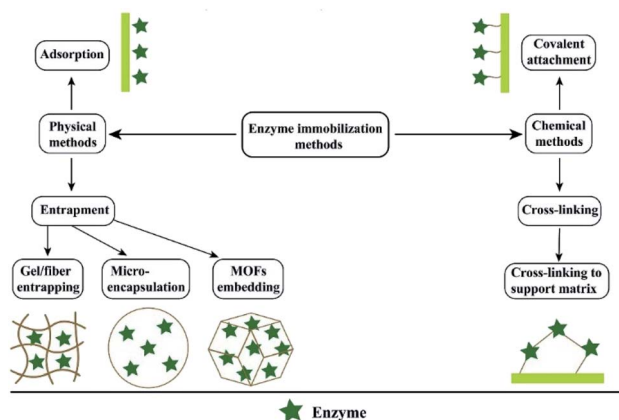 Adsorption
Covalent
attachment
Physical
methods
Enzyme immobilization
methods
Chemical
methods
Entrapment
Cross-linking
Gel/fiber
entrapping
Micro-
encapsulation
MOFs
embedding
Cross-linking to
support matrix
Enzyme